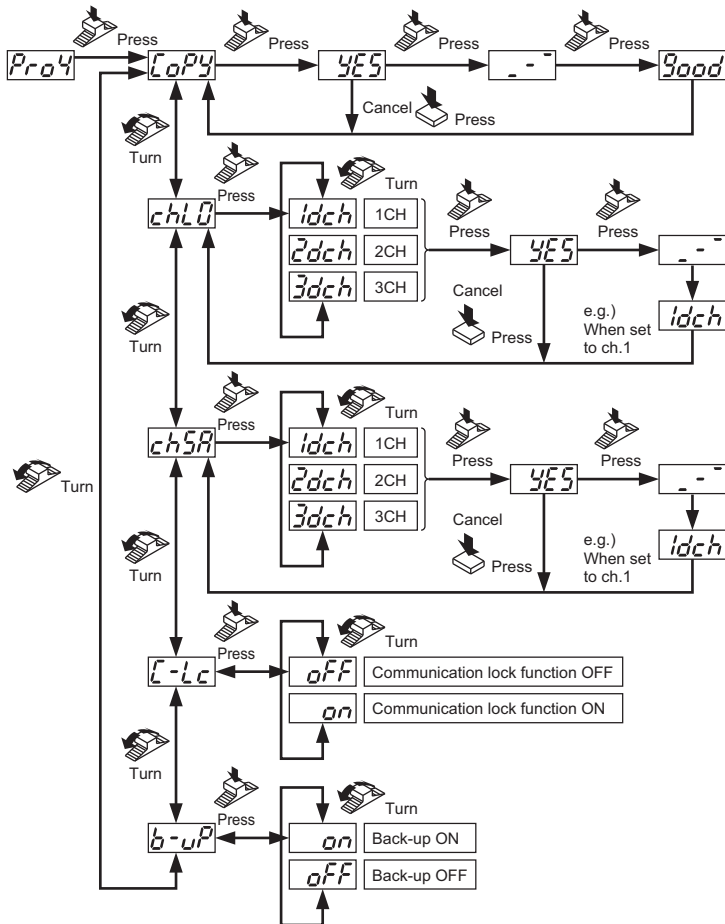 Press Press Press Press
Pro4 CoPY YES _-¯ Good
Cancel
Press
Turn
Press
Turn
chLO 1dch 1CH
2dch 2CH
3dch 3CH
Press Press
YES _-¯
Cancel
Press
e.g.)
When set
to ch.1
1dch
Turn
Press
Turn
chSA 1dch 1CH
2dch 2CH
3dch 3CH
Press Press
YES _-¯
Cancel
Press
e.g.)
When set
to ch.1
1dch
Turn
Turn
Press
Turn
C-Lc oFF Communication lock function OFF
on Communication lock function ON
Turn
Press
Turn
b-uP on Back-up ON
oFF Back-up OFF